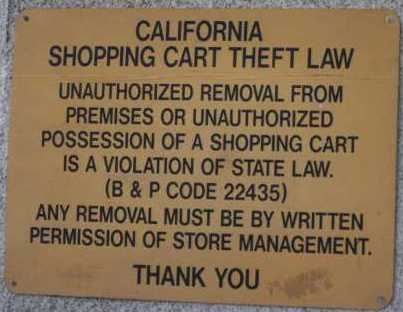 CALIFORNIA
SHOPPING CART THEFT LAW
UNAUTHORIZED REMOVAL FROM
PREMISES OR UNAUTHORIZED
POSSESSION OF A SHOPPING CART
IS A VIOLATION OF STATE LAW.
(B & P CODE 22435)
ANY REMOVAL MUST BE BY WRITTEN
PERMISSION OF STORE MANAGEMENT.
THANK YOU